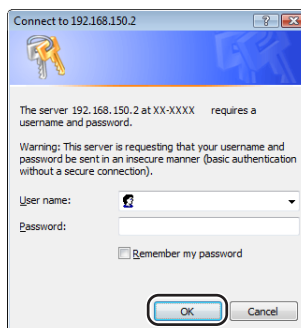 Connect to 192.168.150.2
The server 192.168.150.2 at XX-XXXX requires a
username and password.
Warning: This server is requesting that your username and
password be sent in an insecure manner (basic authentication
without a secure connection).
User name:
Password:
Remember my password
OK Cancel